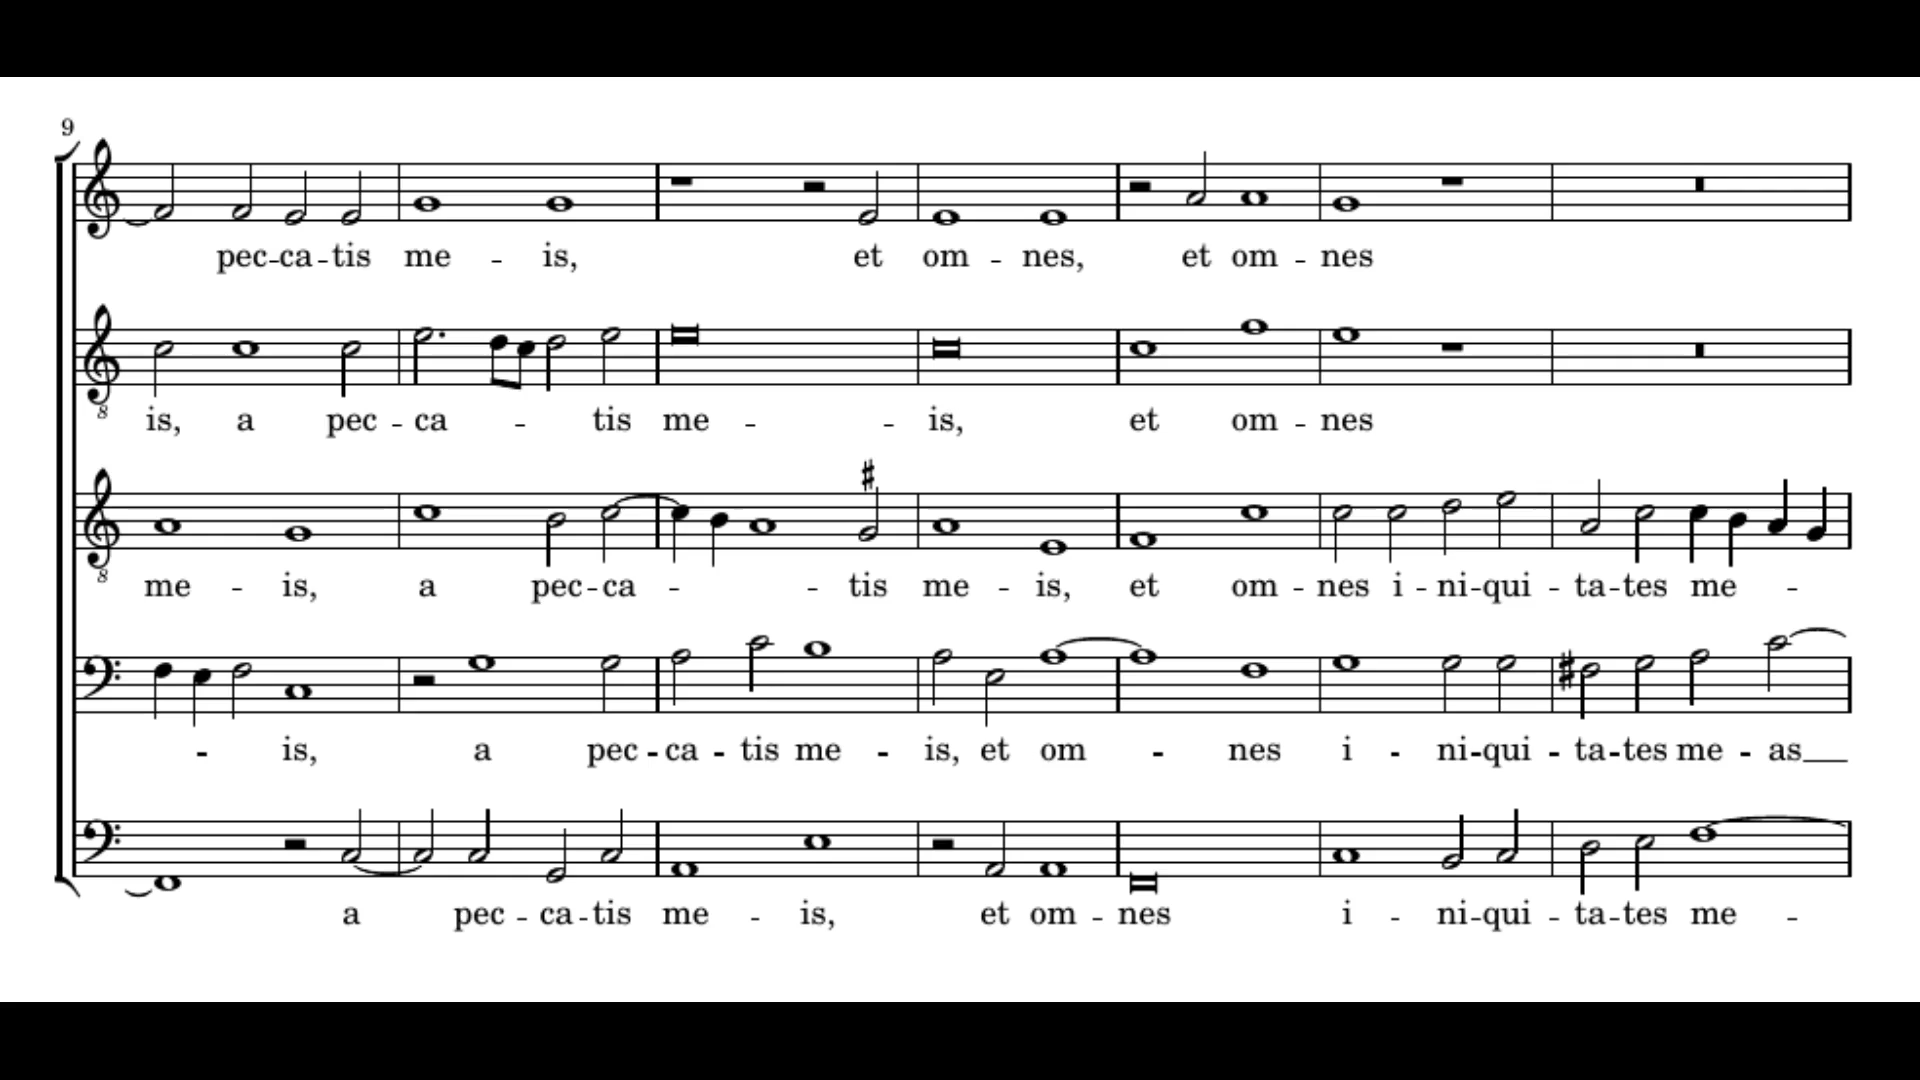 9
pec-ca-tis me - is, et om - nes, et om - nes
8
is, a pec - ca - tis me - - is, et om - nes
8
me - is, a pec-ca - - tis me - is, et om - nes i - ni-qui - ta-tes me -
- is, a pec-ca - tis me - is, et om - nes i - ni-qui - ta-tes me - as
a pec - ca-tis me - is, et om - nes i - ni-qui - ta-tes me -